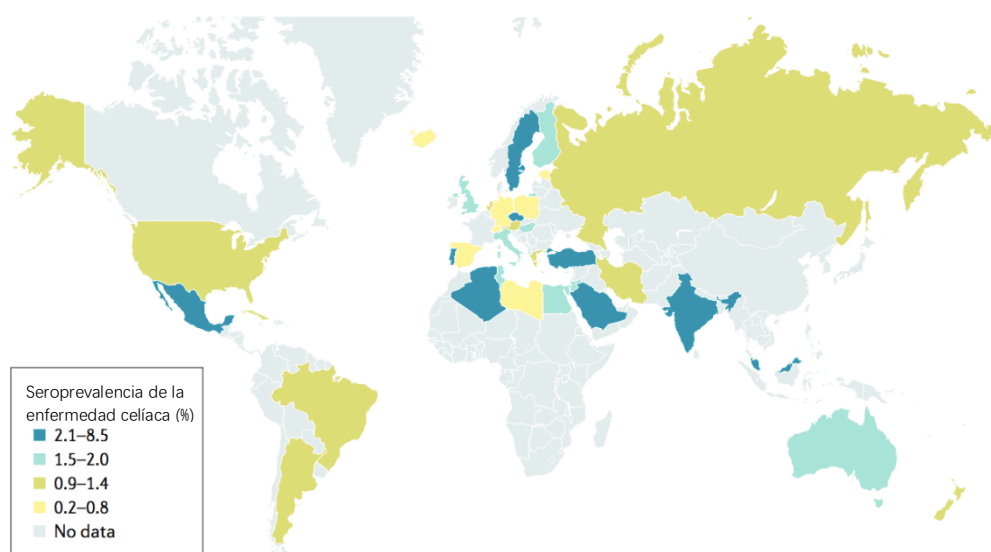 Seroprevalencia de la
enfermedad celíaca (%)
2.1–8.5
1.5–2.0
0.9–1.4
0.2–0.8
No data